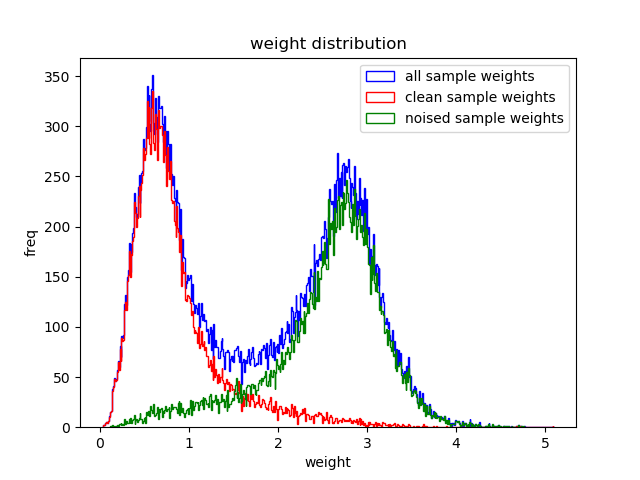 weight distribution
all sample weights
clean sample weights
noised sample weights
350
300
250
200
150
100
50
0
freq
0 1 2 3 4 5
weight